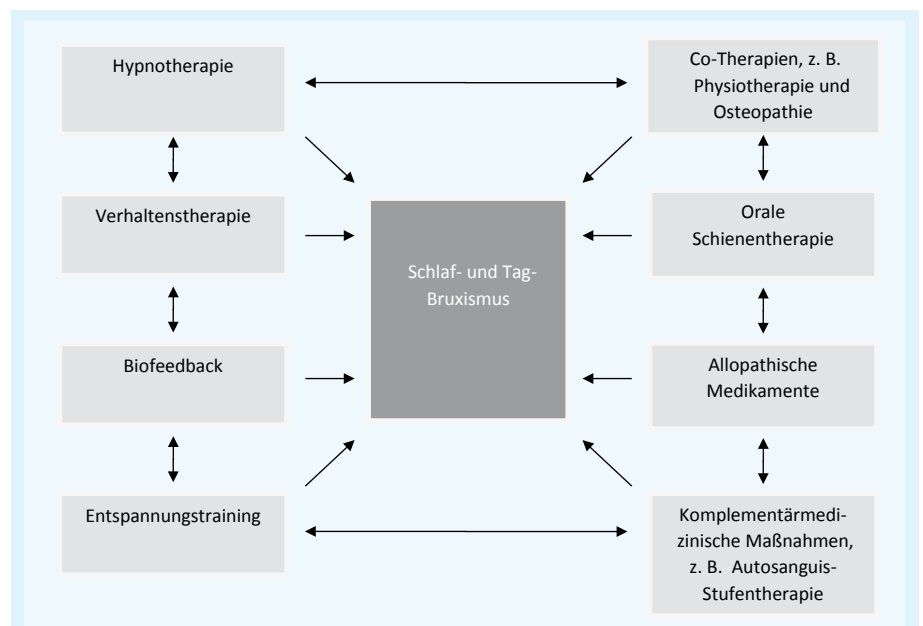 Hypnotherapie
Co-Therapien, z. B.
Physiotherapie und
Osteopathie
Verhaltenstherapie
Orale
Schienentherapie
Schlaf- und Tag-
Bruxismus
Biofeedback
Allopathische
Medikamente
Entspannungstraining
Komplementärmedi-
zinische Maßnahmen,
z. B. Autosanguis-
Stufentherapie